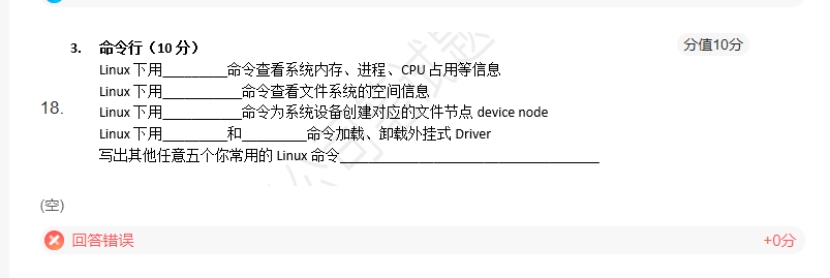 3. 命令行（10 分）
分值10分
Linux 下用________命令查看系统内存、进程、CPU 占用等信息
Linux 下用__________命令查看文件系统的空间信息
18.
Linux 下用__________命令为系统设备创建对应的文件节点 device node
Linux 下用________和________命令加载、卸载外挂式 Driver
写出其他任意五个你常用的 Linux 命令________________________________
(空)
回答错误
+0分